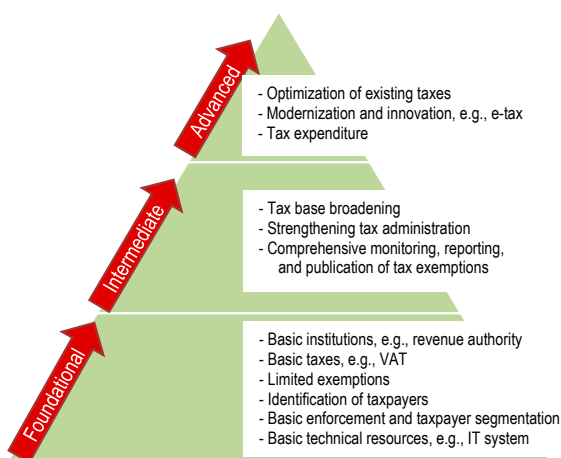 Advanced
- Optimization of existing taxes
- Modernization and innovation, e.g., e-tax
- Tax expenditure
Intermediate
- Tax base broadening
- Strengthening tax administration
- Comprehensive monitoring, reporting,
and publication of tax exemptions
Foundational
- Basic institutions, e.g., revenue authority
- Basic taxes, e.g., VAT
- Limited exemptions
- Identification of taxpayers
- Basic enforcement and taxpayer segmentation
- Basic technical resources, e.g., IT system